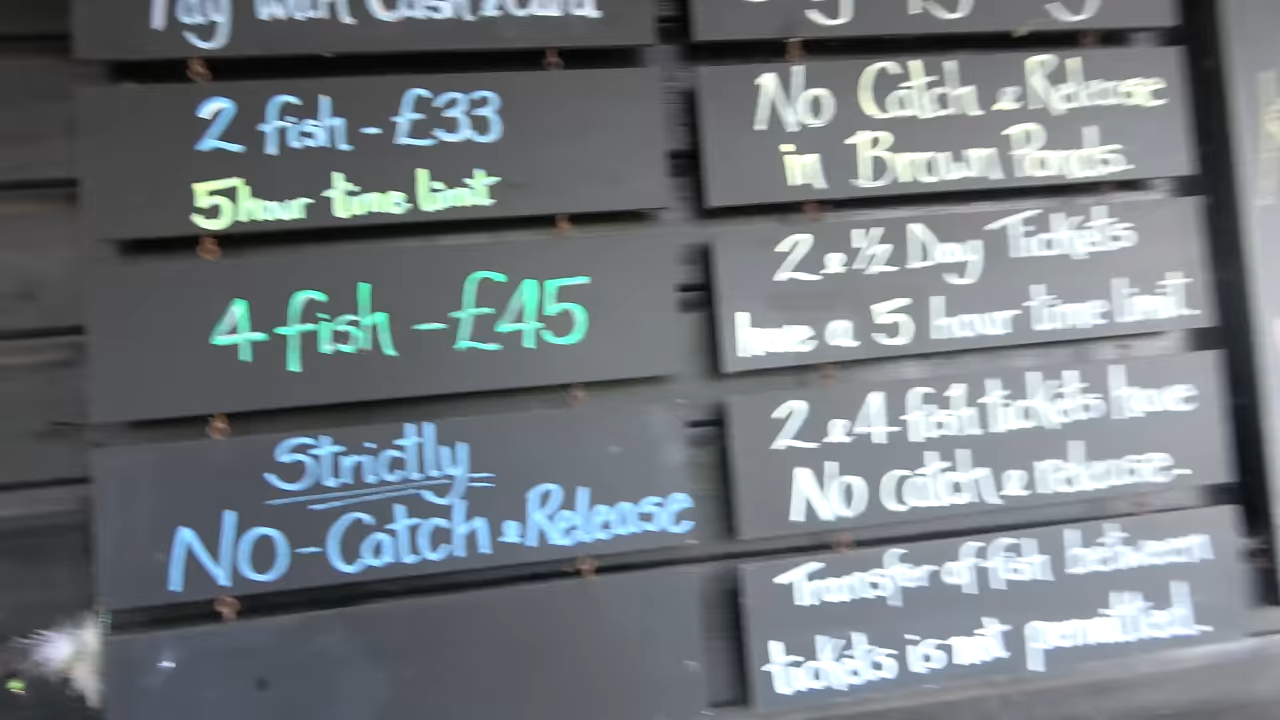 2 fish - £33
5 hour time limit
4 fish - £45
Strictly
No - Catch & Release
No Catch & Release
in Brown Ponds.
2 & ½ Day Tickets
have a 5 hour time limit.
2 & 4 fish tickets have
No catch & release.
Transfer of fish between
tickets is not permitted.